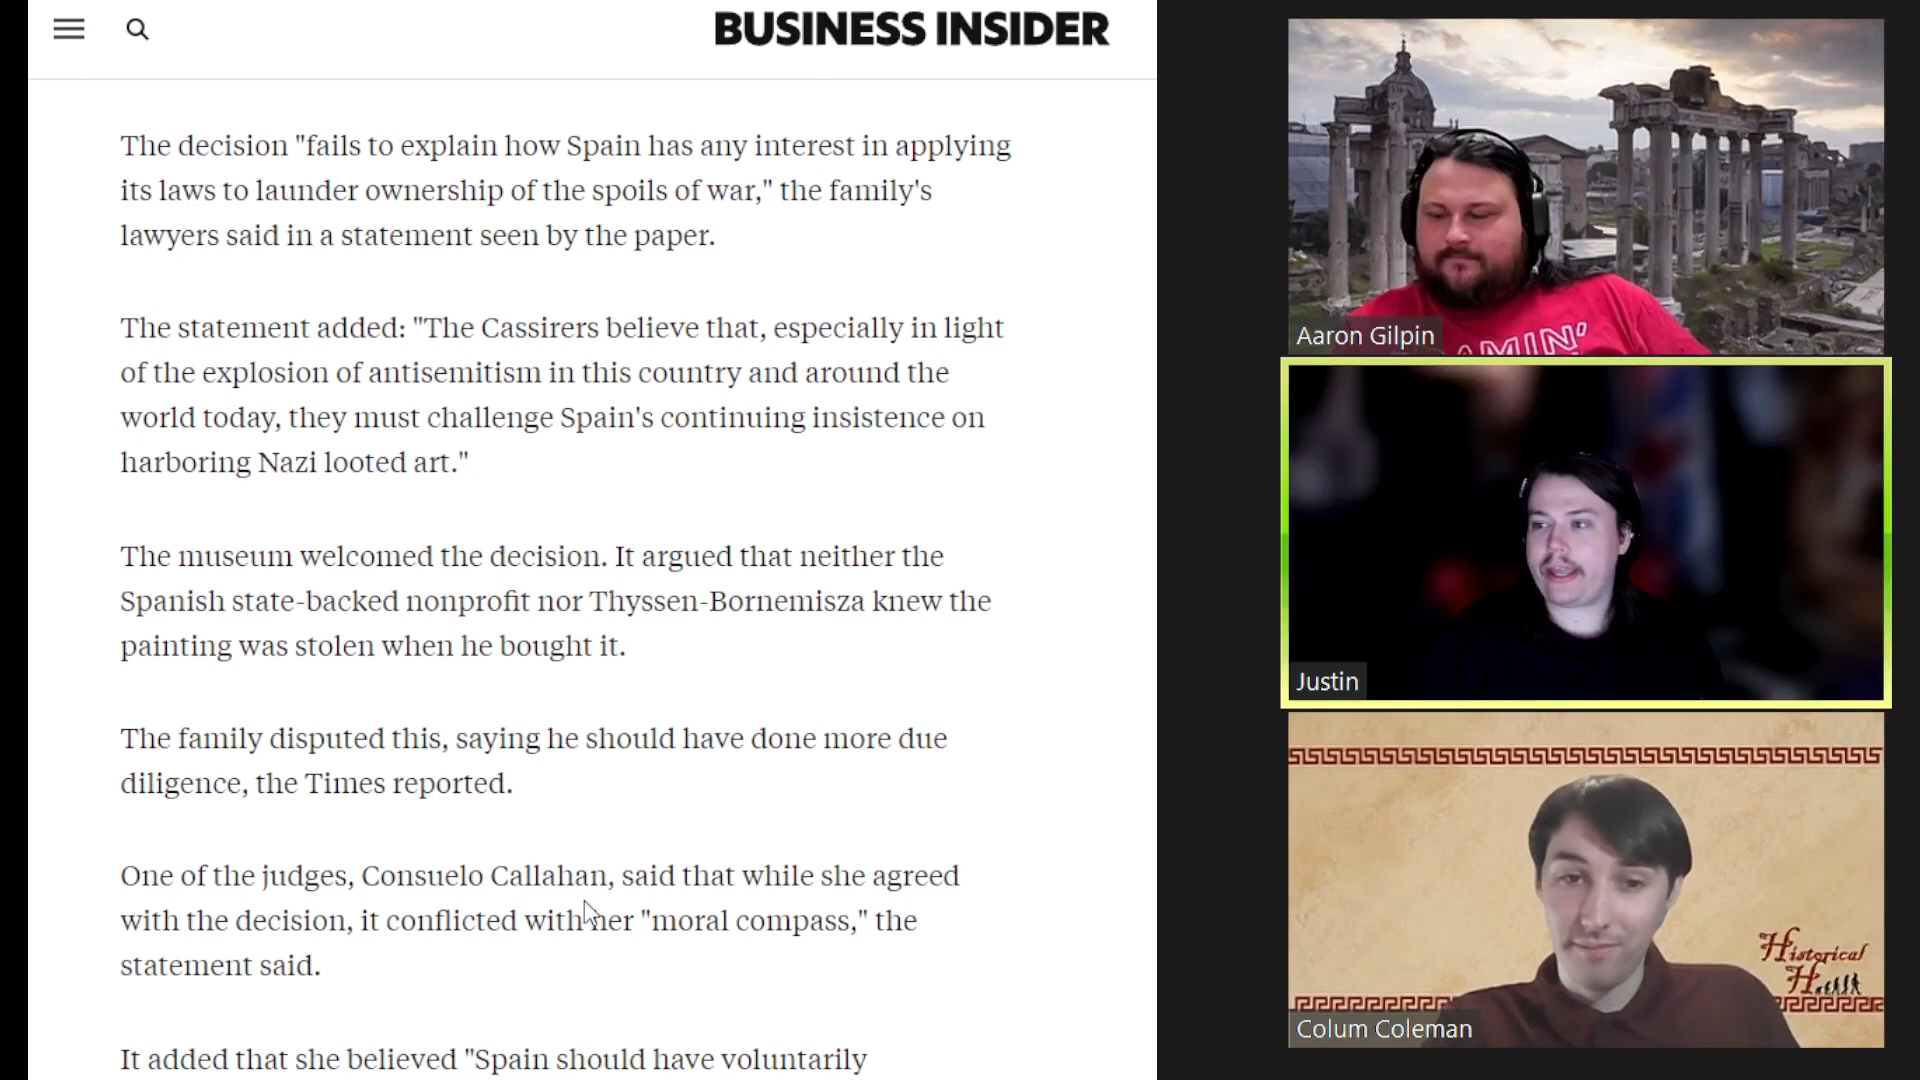 BUSINESS INSIDER
The decision "fails to explain how Spain has any interest in applying
its laws to launder ownership of the spoils of war," the family's
lawyers said in a statement seen by the paper.
The statement added: "The Cassirers believe that, especially in light
of the explosion of antisemitism in this country and around the
world today, they must challenge Spain's continuing insistence on
harboring Nazi looted art."
The museum welcomed the decision. It argued that neither the
Spanish state-backed nonprofit nor Thyssen-Bornemisza knew the
painting was stolen when he bought it.
The family disputed this, saying he should have done more due
diligence, the Times reported.
One of the judges, Consuelo Callahan, said that while she agreed
with the decision, it conflicted with her "moral compass," the
statement said.
It added that she believed "Spain should have voluntarily
Aaron Gilpin
Justin
Historical
Colum Coleman